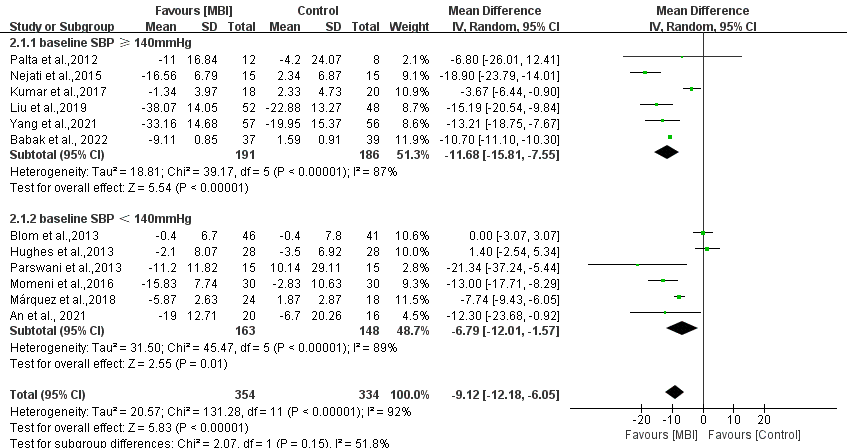 Favours [MBI] Control Mean Difference Mean Difference
Study or Subgroup Mean SD Total Mean SD Total Weight IV, Random, 95% CI IV, Random, 95% CI
2.1.1 baseline SBP ≥ 140mmHg
Palta et al.,2012 -11 16.84 12 -4.2 24.07 8 2.1% -6.80 [-26.01, 12.41]
Nejati et al.,2015 -16.56 6.79 15 2.34 6.87 15 9.2% -18.90 [-23.79, -14.01]
Kumar et al.,2017 -1.34 3.97 18 2.33 4.73 20 10.9% -3.67 [-6.44, -0.90]
Liu et al.,2019 -38.07 14.05 52 -22.88 13.27 48 8.8% -15.19 [-20.54, -9.84]
Yang et al.,2021 -33.16 14.68 57 -19.95 15.37 56 8.6% -13.21 [-18.75, -7.67]
Babak et al., 2022 -9.11 0.85 37 1.59 0.91 39 11.9% -10.70 [-11.10, -10.30]
Subtotal (95% CI) 191 186 51.3% -11.68 [-15.81, -7.55]
Heterogeneity: Tau² = 18.81; Chi² = 39.17, df = 5 (P < 0.00001); I² = 87%
Test for overall effect: Z = 5.54 (P < 0.00001)
2.1.2 baseline SBP < 140mmHg
Blom et al.,2013 -0.4 6.7 46 -0.4 7.8 41 10.6% 0.00 [-3.07, 3.07]
Hughes et al.,2013 -2.1 8.07 28 -3.5 6.92 28 10.0% 1.40 [-2.54, 5.34]
Parswani et al.,2013 -11.2 11.82 15 10.14 29.11 15 2.8% -21.34 [-37.24, -5.44]
Momeni et al.,2016 -15.83 7.74 30 -2.83 10.63 30 9.3% -13.00 [-17.71, -8.29]
Márquez et al.,2018 -5.87 2.63 24 1.87 2.87 18 11.5% -7.74 [-9.43, -6.05]
An et al., 2021 -19 12.71 20 -6.7 20.26 16 4.5% -12.30 [-23.68, -0.92]
Subtotal (95% CI) 163 148 48.7% -6.79 [-12.01, -1.57]
Heterogeneity: Tau² = 31.50; Chi² = 45.47, df = 5 (P < 0.00001); I² = 89%
Test for overall effect: Z = 2.55 (P = 0.01)
Total (95% CI) 354 334 100.0% -9.12 [-12.18, -6.05]
Heterogeneity: Tau² = 20.57; Chi² = 131.28, df = 11 (P < 0.00001); I² = 92%
Test for overall effect: Z = 5.83 (P < 0.00001)
Test for subgroup differences: Chi² = 2.07, df = 1 (P = 0.15), I² = 51.8%
-20 -10 0 10 20
Favours [MBI] Favours [Control]